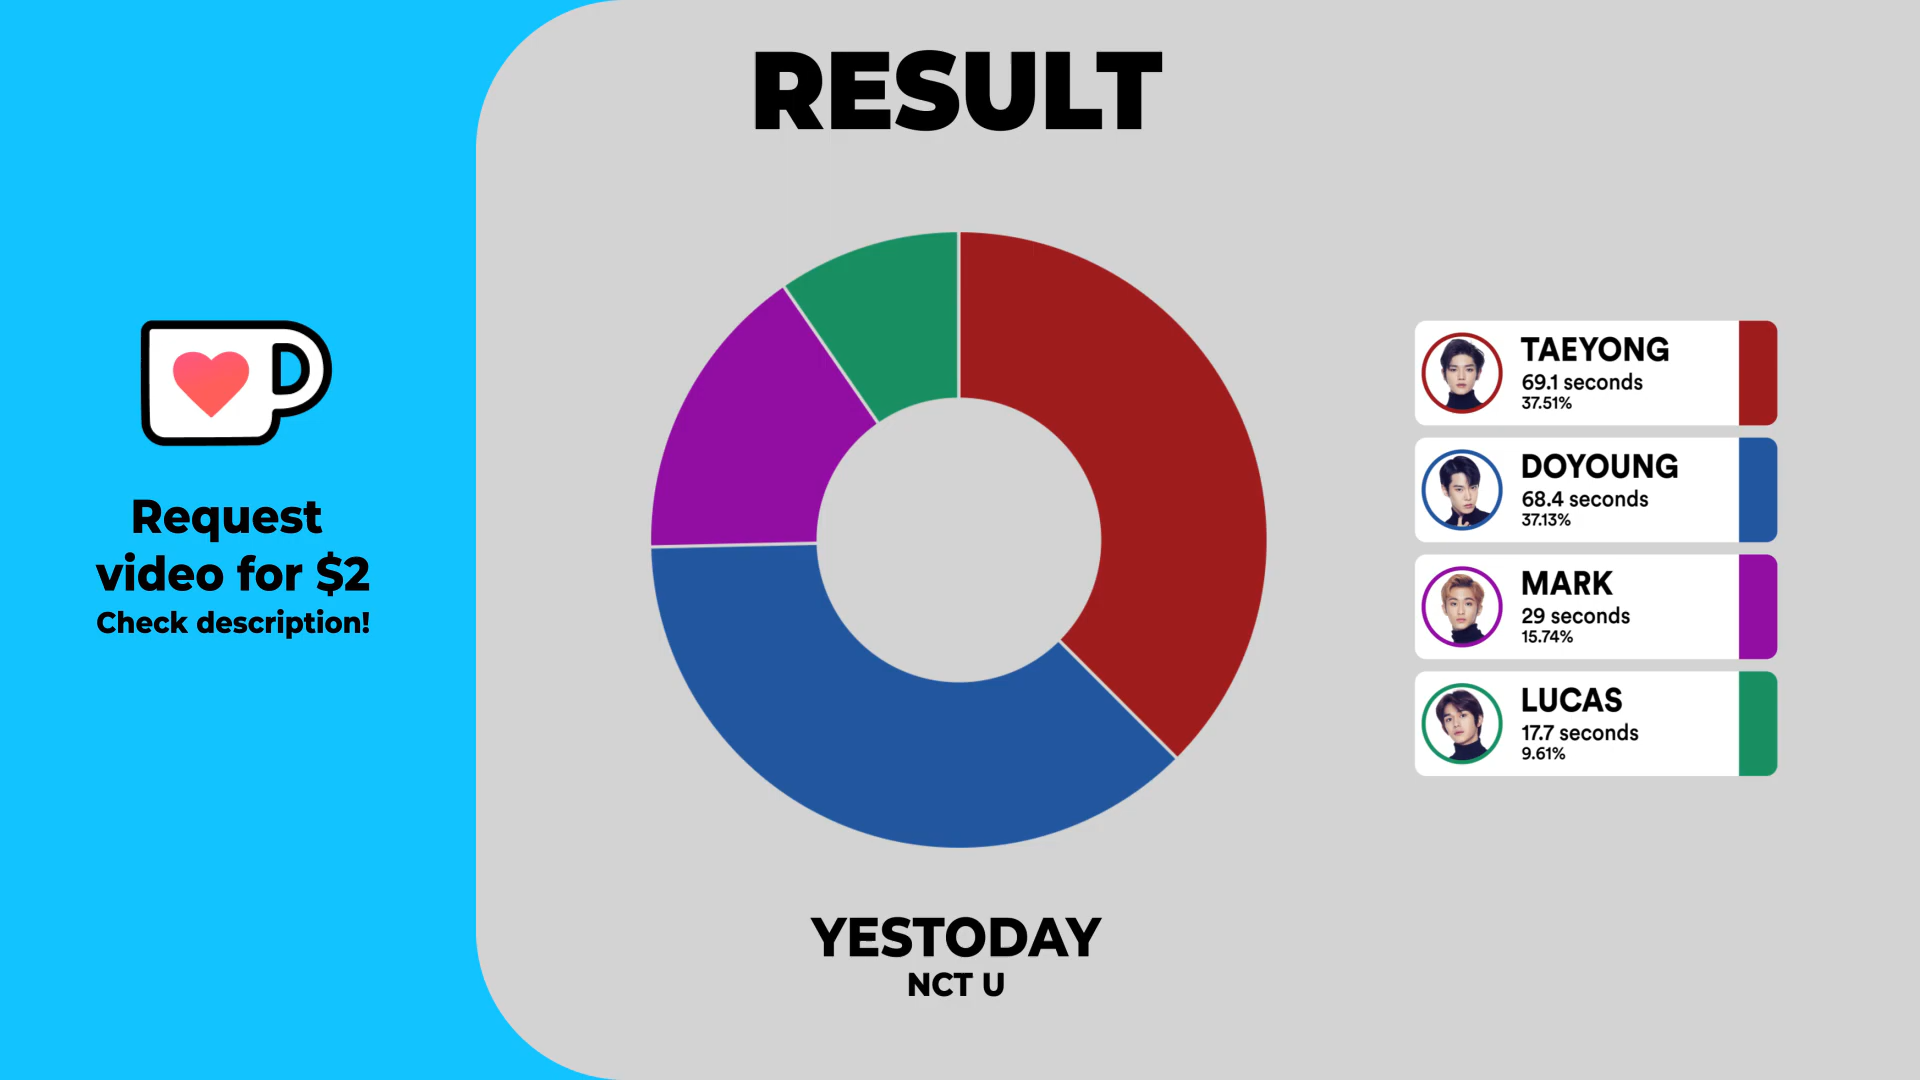 RESULT
Request
video for $2
Check description!
TAEYONG
69.1 seconds
37.51%
DOYOUNG
68.4 seconds
37.13%
MARK
29 seconds
15.74%
LUCAS
17.7 seconds
9.61%
YESTODAY
NCT U